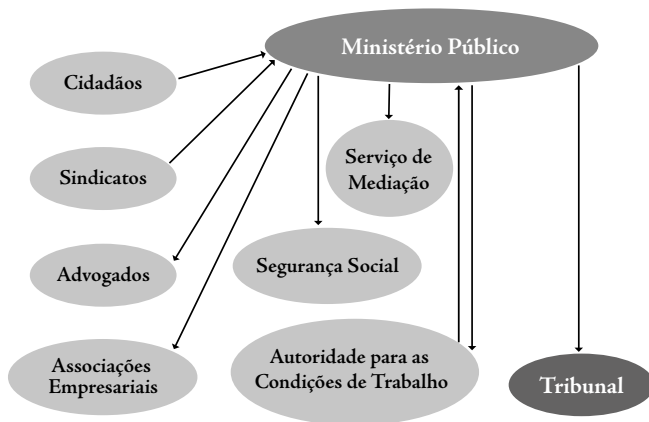 Ministério Público
Cidadãos
Serviço de
Mediação
Sindicatos
Segurança Social
Advogados
Associações
Empresariais
Autoridade para as
Condições de Trabalho
Tribunal